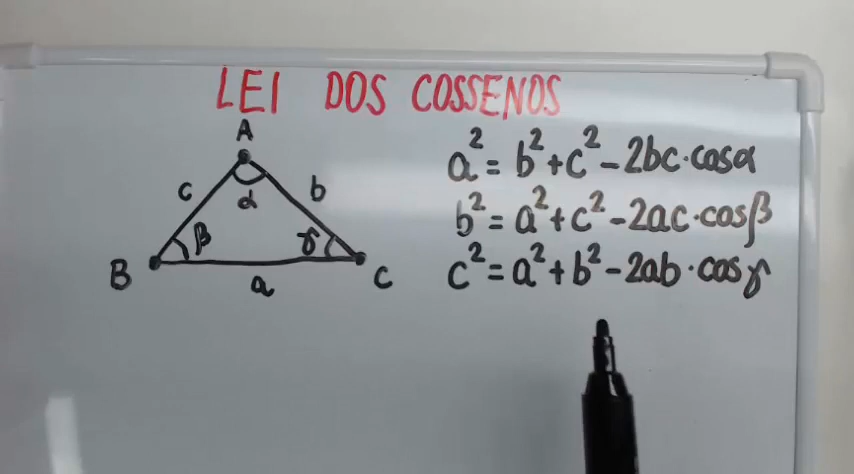 LEI DOS COSSENOS
A
c
α
b
β
γ
B
a
C
a² = b² + c² - 2bc·cosα
b² = a² + c² - 2ac·cosβ
c² = a² + b² - 2ab·cosγ